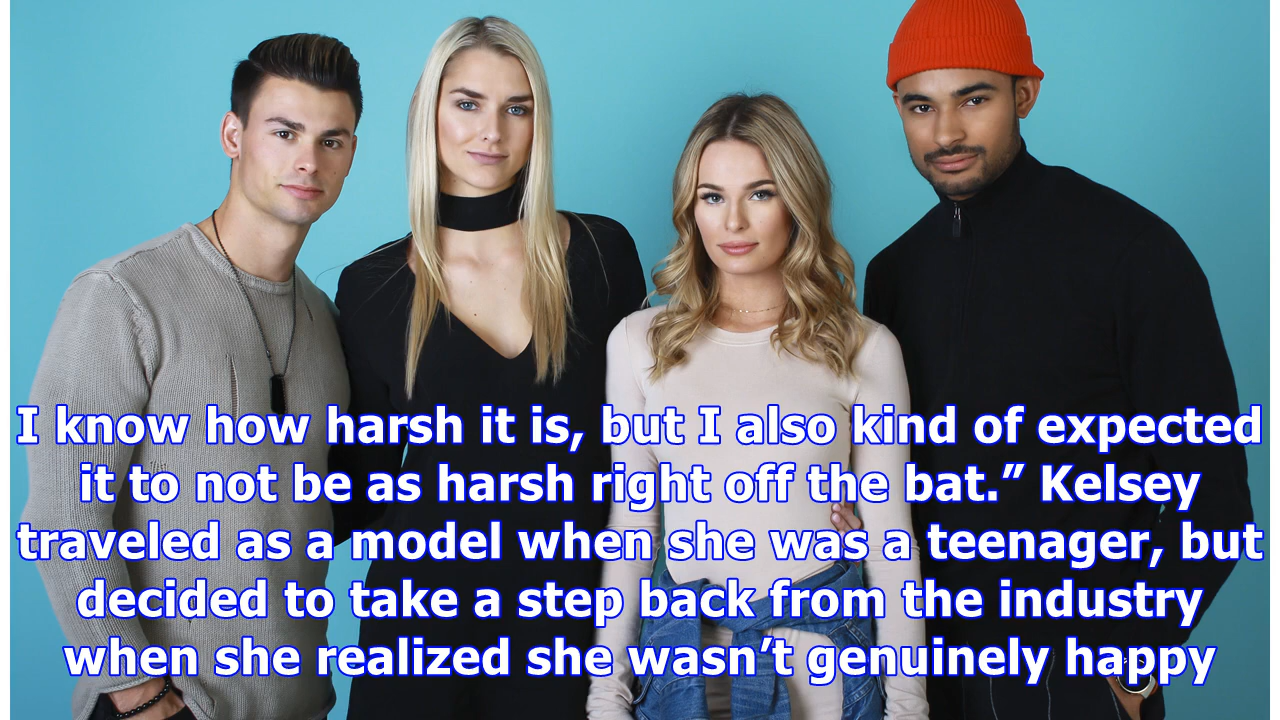 I know how harsh it is, but I also kind of expected
it to not be as harsh right off the bat.” Kelsey
traveled as a model when she was a teenager, but
decided to take a step back from the industry
when she realized she wasn’t genuinely happy